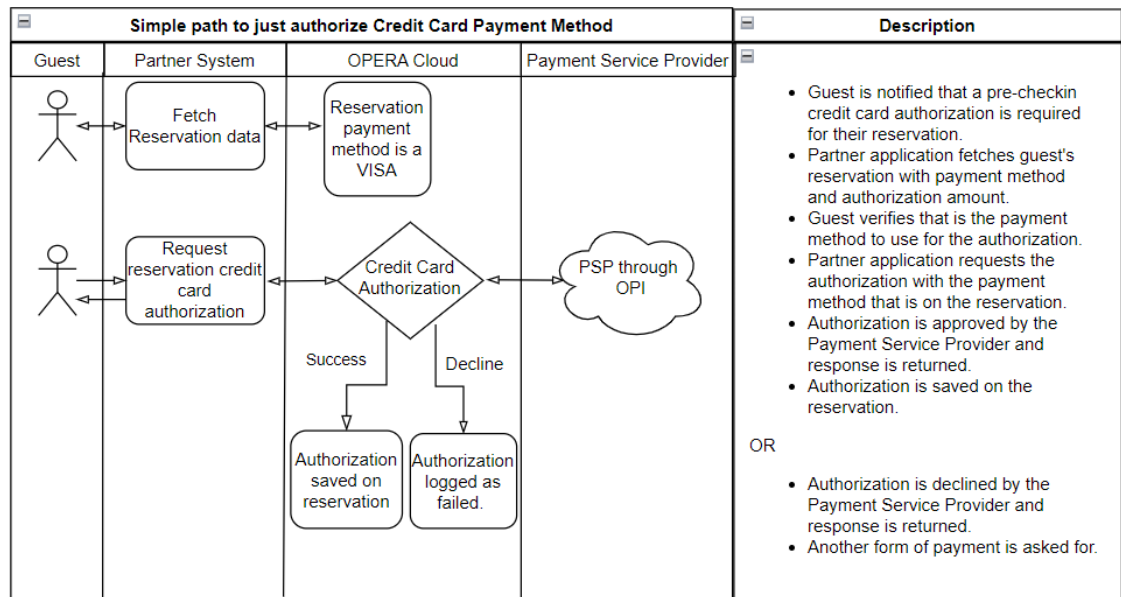 Simple path to just authorize Credit Card Payment Method
Description
Guest
Partner System
OPERA Cloud
Payment Service Provider
Fetch
Reservation data
Reservation
payment
method is a
VISA
Request
reservation credit
card
authorization
Credit Card
Authorization
PSP through
OPI
Success
Decline
Authorization
saved on
reservation
Authorization
logged as
failed.
• Guest is notified that a pre-checkin
credit card authorization is required
for their reservation.
• Partner application fetches guest's
reservation with payment method
and authorization amount.
• Guest verifies that is the payment
method to use for the authorization.
• Partner application requests the
authorization with the payment
method that is on the reservation.
• Authorization is approved by the
Payment Service Provider and
response is returned.
• Authorization is saved on the
reservation.
OR
• Authorization is declined by the
Payment Service Provider and
response is returned.
• Another form of payment is asked for.